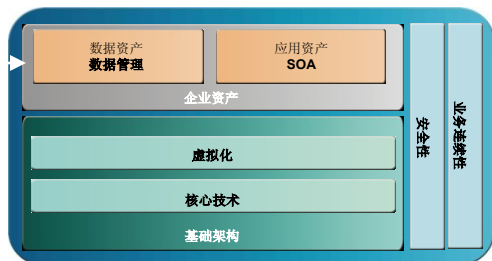 数据资产
数据管理
应用资产
SOA
企业资产
虚拟化
核心技术
基础架构
安全性
业务连续性